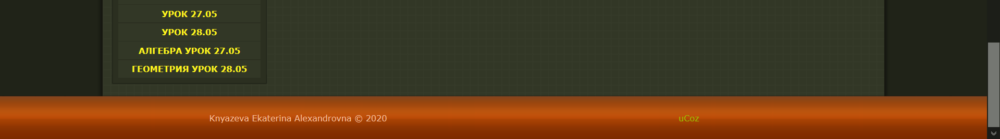 УРОК 27.05
УРОК 28.05
АЛГЕБРА УРОК 27.05
ГЕОМЕТРИЯ УРОК 28.05
Knyazeva Ekaterina Alexandrovna © 2020
uCoz